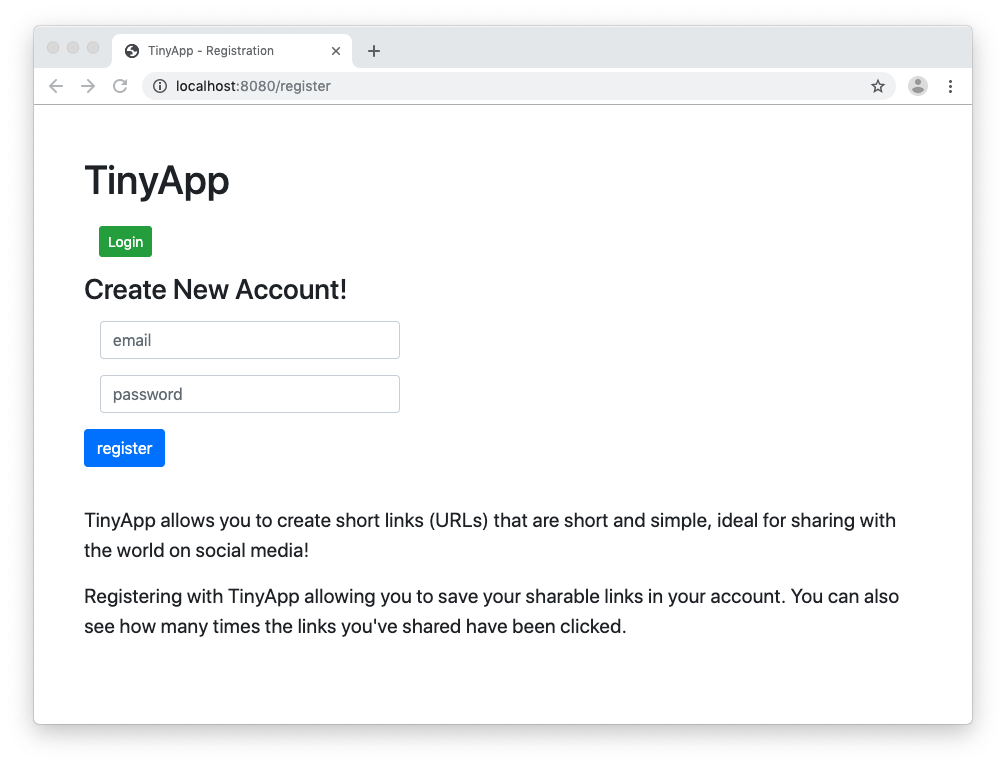 TinyApp - Registration
localhost:8080/register
TinyApp
Login
Create New Account!
email
password
register
TinyApp allows you to create short links (URLs) that are short and simple, ideal for sharing with
the world on social media!
Registering with TinyApp allowing you to save your sharable links in your account. You can also
see how many times the links you've shared have been clicked.